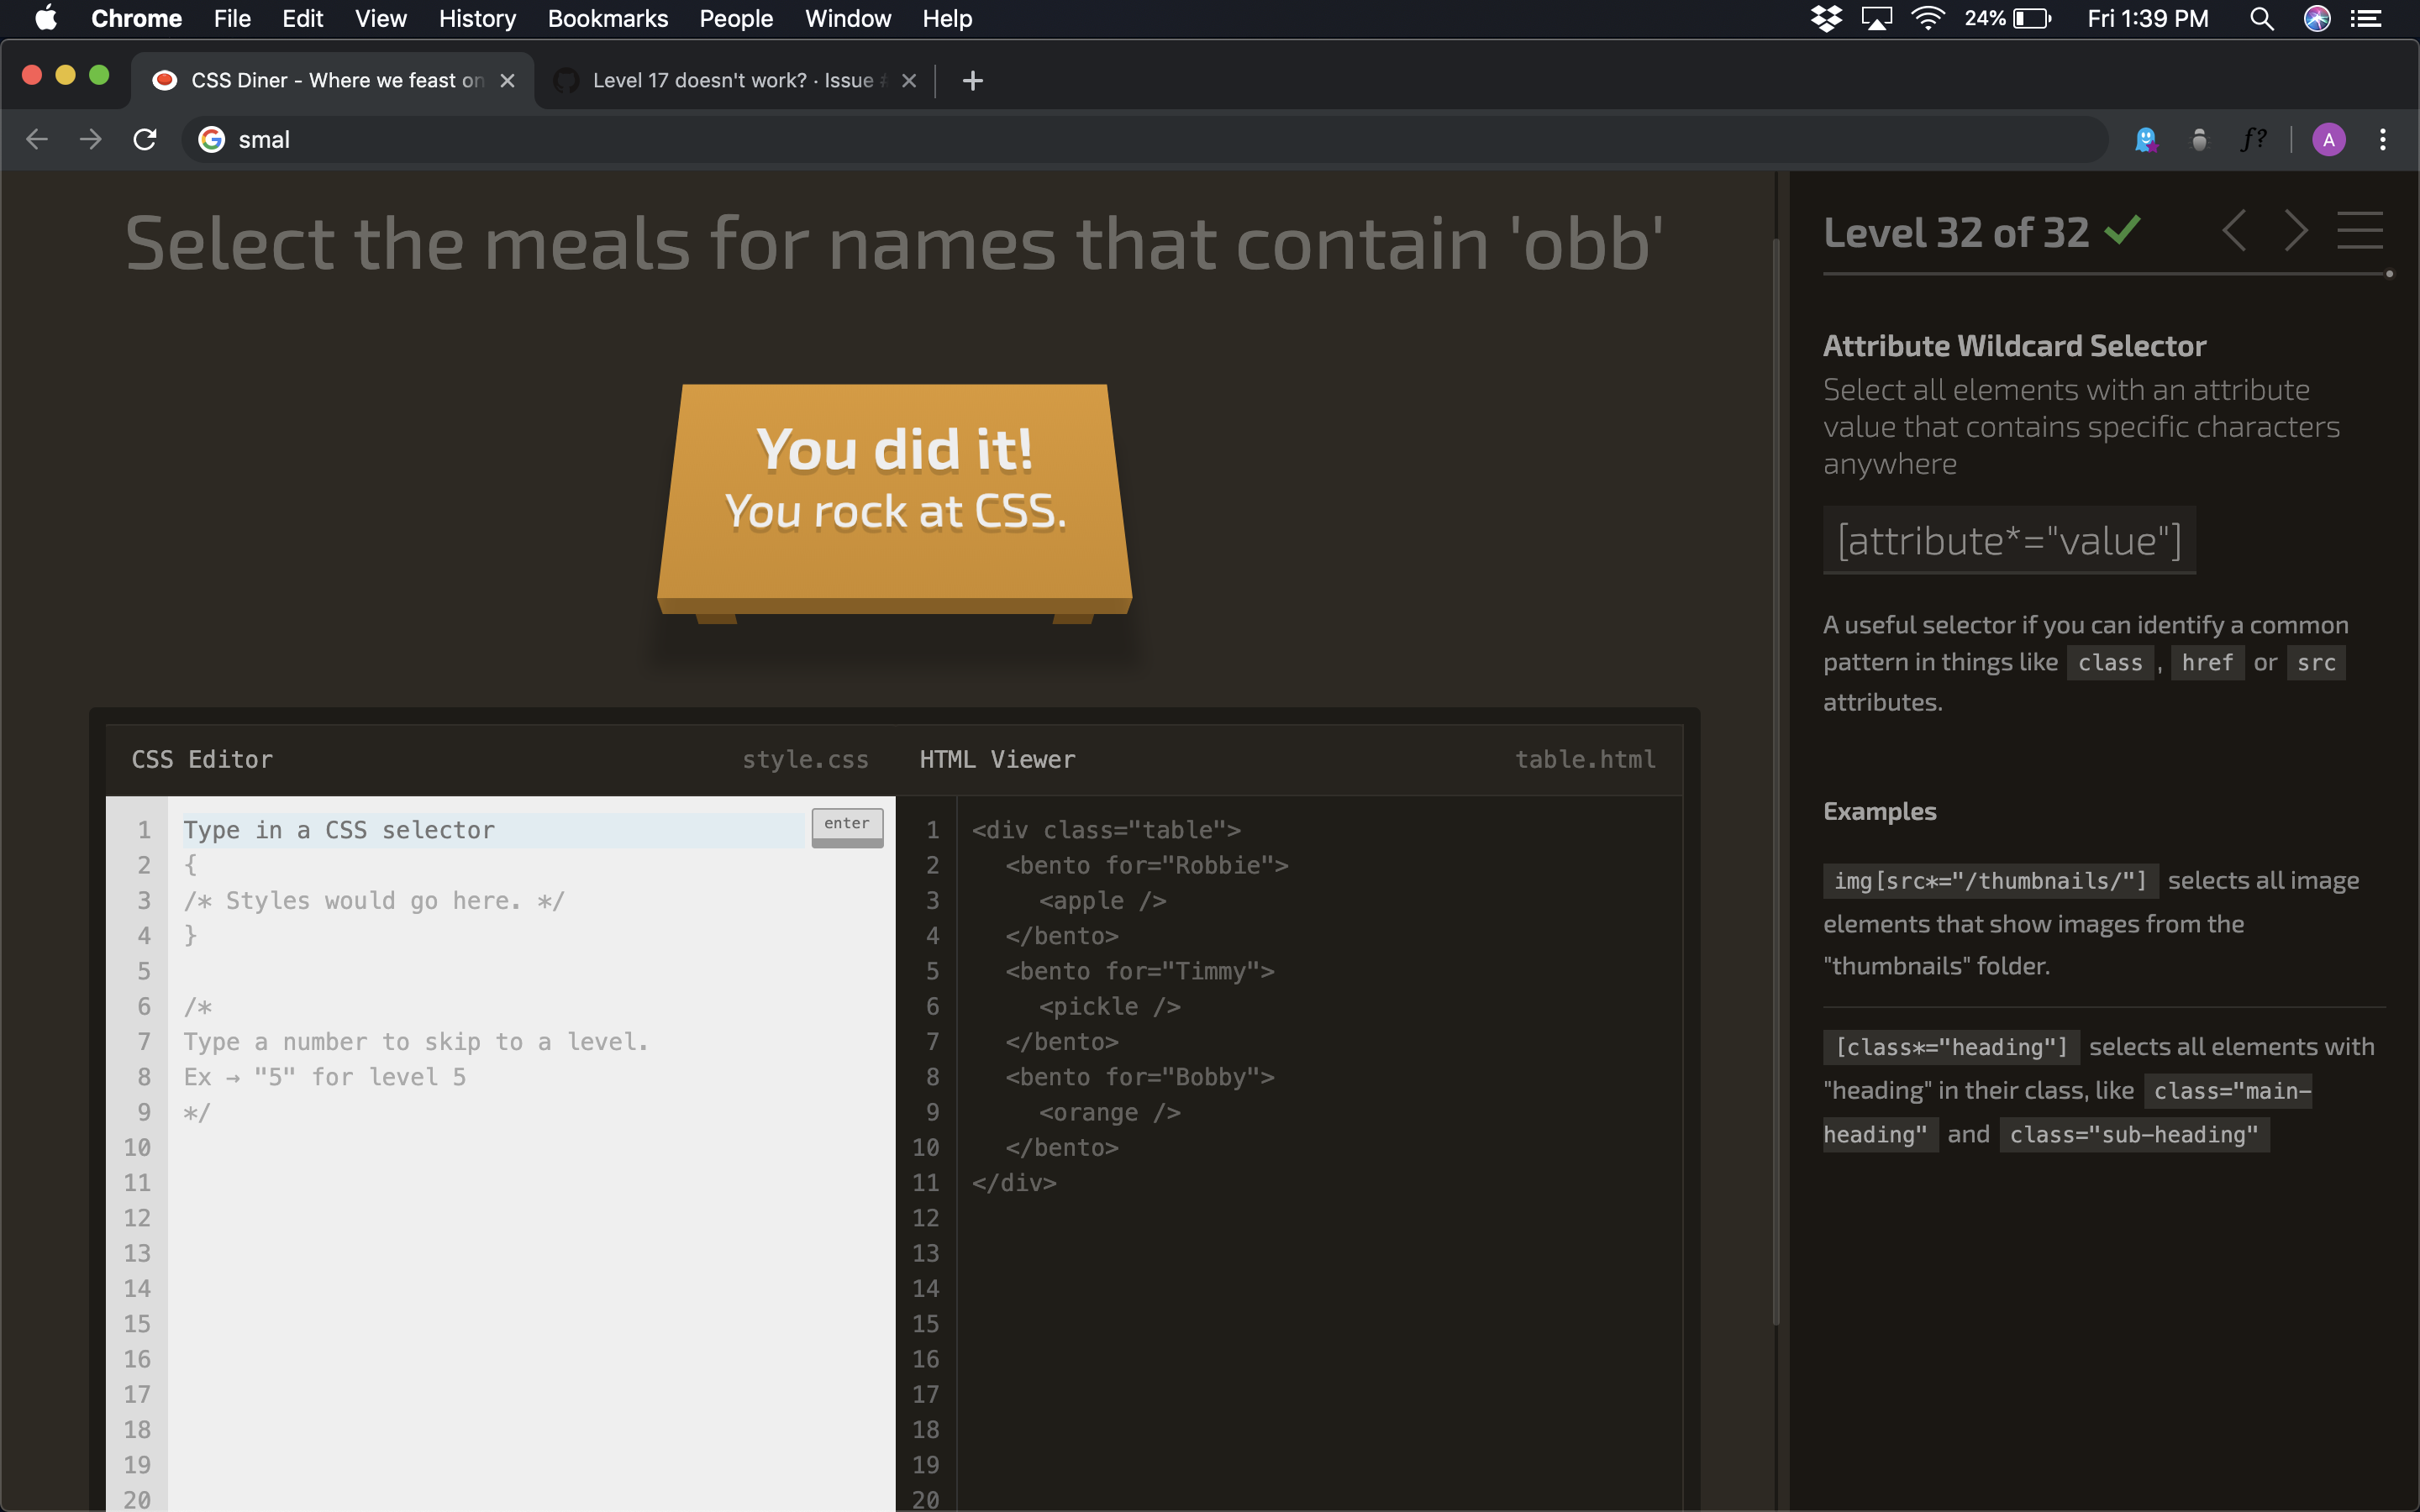 Chrome File Edit View History Bookmarks People Window Help 24% Fri 1:39 PM
CSS Diner - Where we feast on Level 17 doesn't work? · Issue
smal f? A
Select the meals for names that contain 'obb'
You did it!
You rock at CSS.
CSS Editor style.css HTML Viewer table.html
1 Type in a CSS selector enter
2 {
3 /* Styles would go here. */
4 }
5
6 /*
7 Type a number to skip to a level.
8 Ex → "5" for level 5
9 */
10
11
12
13
14
15
16
17
18
19
20
1 <div class="table">
2 <bento for="Robbie">
3 <apple />
4 </bento>
5 <bento for="Timmy">
6 <pickle />
7 </bento>
8 <bento for="Bobby">
9 <orange />
10 </bento>
11 </div>
12
13
14
15
16
17
18
19
20
Level 32 of 32
Attribute Wildcard Selector
Select all elements with an attribute
value that contains specific characters
anywhere
[attribute*="value"]
A useful selector if you can identify a common
pattern in things like class , href or src
attributes.
Examples
img[src*="/thumbnails/"] selects all image
elements that show images from the
"thumbnails" folder.
[class*="heading"] selects all elements with
"heading" in their class, like class="main-
heading" and class="sub-heading"